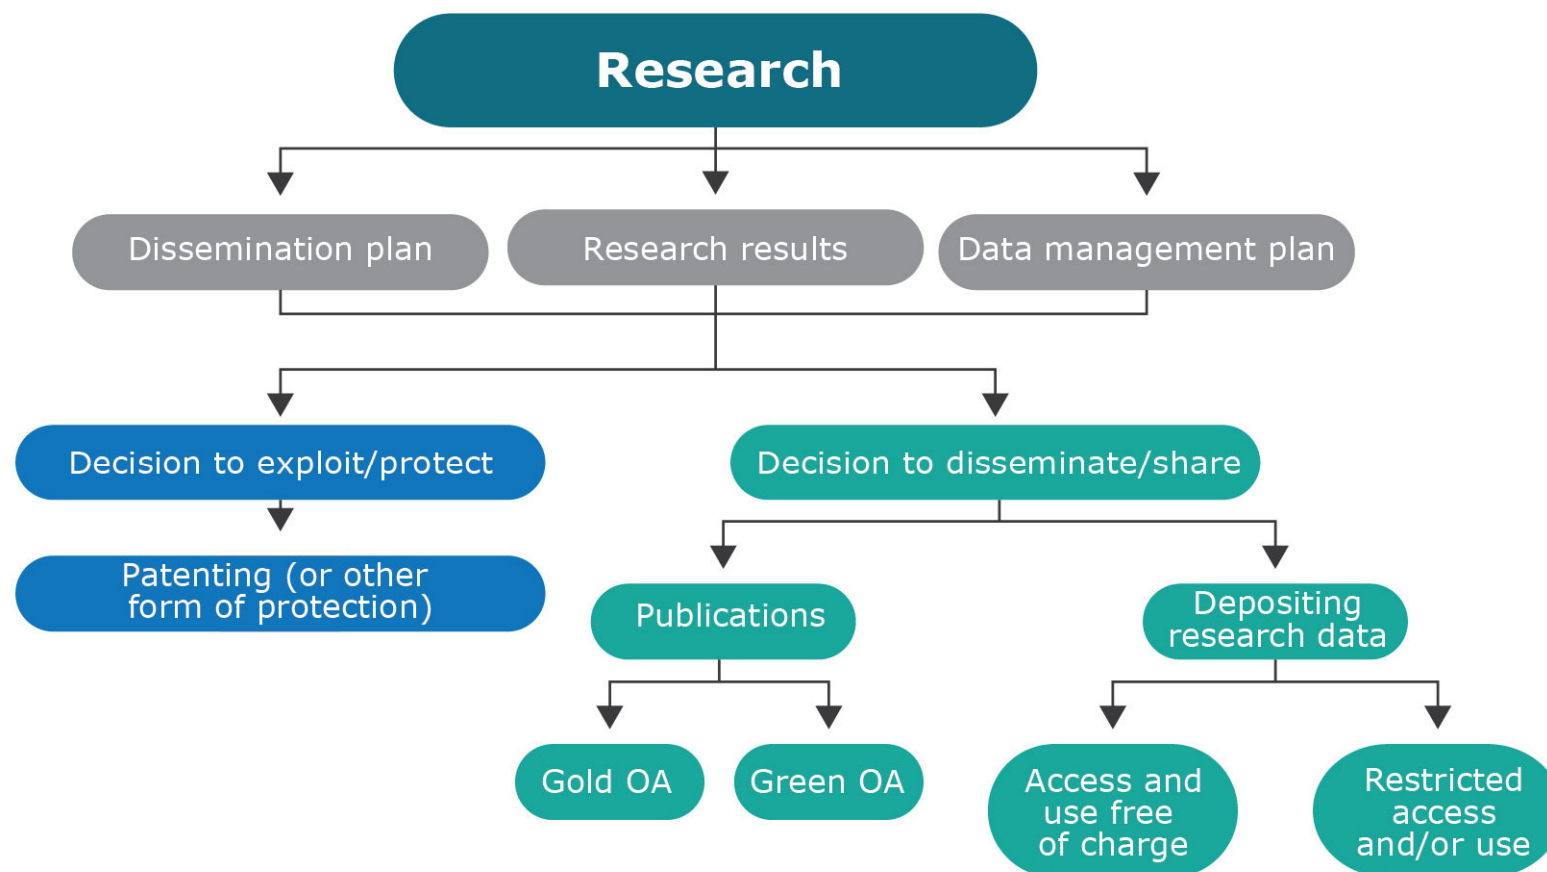 Research
Dissemination plan
Research results
Data management plan
Decision to exploit/protect
Decision to disseminate/share
Patenting (or other
form of protection)
Publications
Depositing
research data
Gold OA
Green OA
Access and
use free
of charge
Restricted
access
and/or use